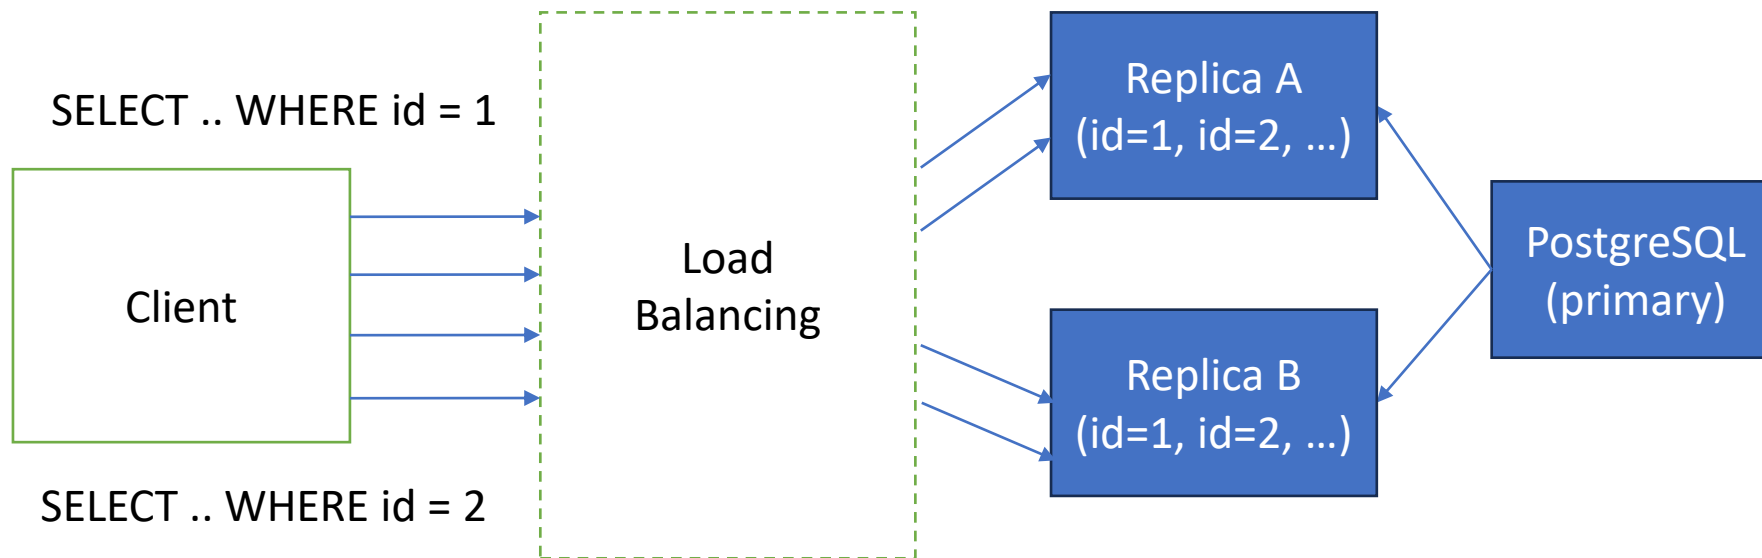 SELECT .. WHERE id = 1
Client
SELECT .. WHERE id = 2
Load
Balancing
Replica A
(id=1, id=2, …)
Replica B
(id=1, id=2, …)
PostgreSQL
(primary)